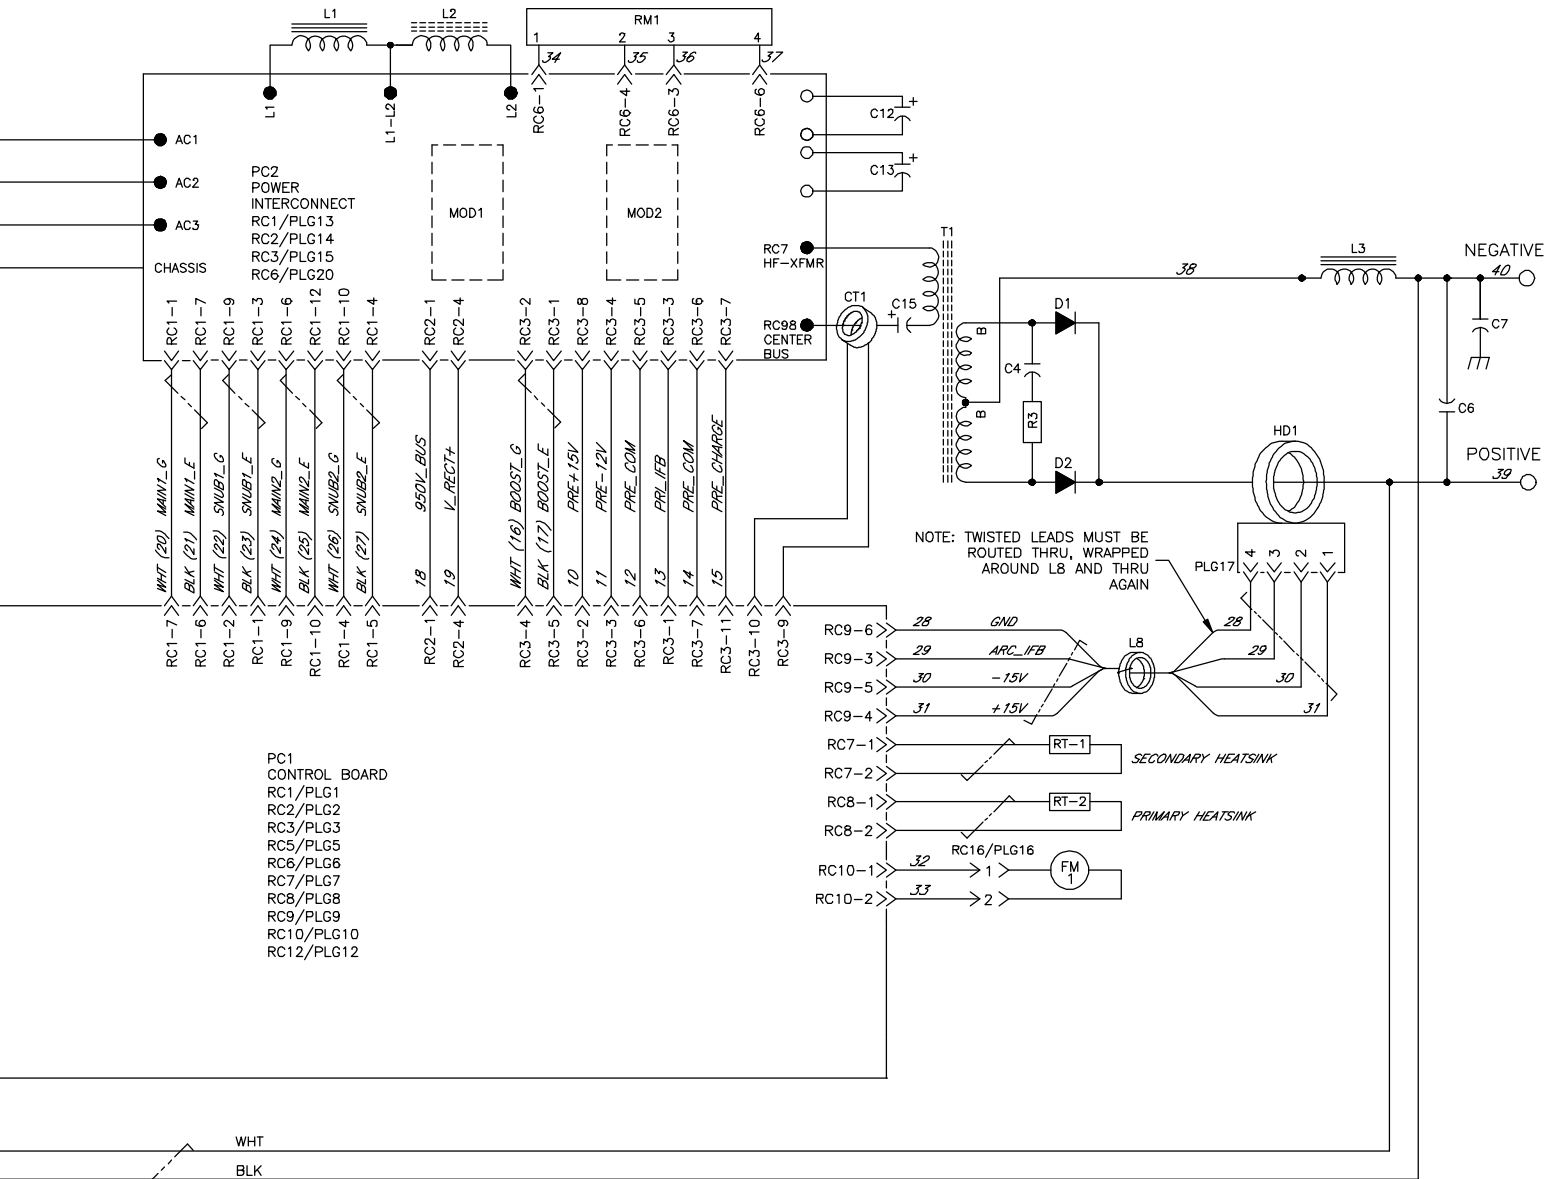 L1
L2
RM1
1
2
3
4
34
35
36
37
L1
L1-L2
L2
RC6-1
RC6-4
RC6-3
RC6-6
C12
+
C13
+
AC1
AC2
AC3
CHASSIS
PC2
POWER
INTERCONNECT
RC1/PLG13
RC2/PLG14
RC3/PLG15
RC6/PLG20
MOD1
MOD2
RC7
HF-XFMR
RC98
CENTER
BUS
CT1
C15
+
T1
B
B
38
D1
C4
R3
D2
L3
NEGATIVE
40
C7
C6
HD1
POSITIVE
39
RC1-1
RC1-7
RC1-9
RC1-3
RC1-6
RC1-12
RC1-10
RC1-4
RC2-1
RC2-4
RC3-2
RC3-1
RC3-8
RC3-4
RC3-5
RC3-3
RC3-6
RC3-7
WHT (20) MAIN1_G
BLK (21) MAIN1_E
WHT (22) SNUB1_G
BLK (23) SNUB1_E
WHT (24) MAIN2_G
BLK (25) MAIN2_E
WHT (26) SNUB2_G
BLK (27) SNUB2_E
18 950V_BUS
19 V_RECT+
WHT (16) BOOST_G
BLK (17) BOOST_E
10 PRE+15V
11 PRE-12V
12 PRE_COM
13 PRI_IFB
14 PRE_COM
15 PRE_CHARGE
RC1-7
RC1-6
RC1-2
RC1-1
RC1-9
RC1-10
RC1-4
RC1-5
RC2-1
RC2-4
RC3-4
RC3-5
RC3-2
RC3-3
RC3-6
RC3-1
RC3-7
RC3-11
RC3-10
RC3-9
NOTE: TWISTED LEADS MUST BE
ROUTED THRU, WRAPPED
AROUND L8 AND THRU
AGAIN
PLG17
4
3
2
1
RC9-6
28
GND
RC9-3
29
ARC_IFB
RC9-5
30
-15V
RC9-4
31
+15V
L8
28
29
30
31
RC7-1
RT-1
RC7-2
SECONDARY HEATSINK
RC8-1
RT-2
RC8-2
PRIMARY HEATSINK
RC16/PLG16
RC10-1
32
1
FM
1
RC10-2
33
2
PC1
CONTROL BOARD
RC1/PLG1
RC2/PLG2
RC3/PLG3
RC5/PLG5
RC6/PLG6
RC7/PLG7
RC8/PLG8
RC9/PLG9
RC10/PLG10
RC12/PLG12
WHT
BLK